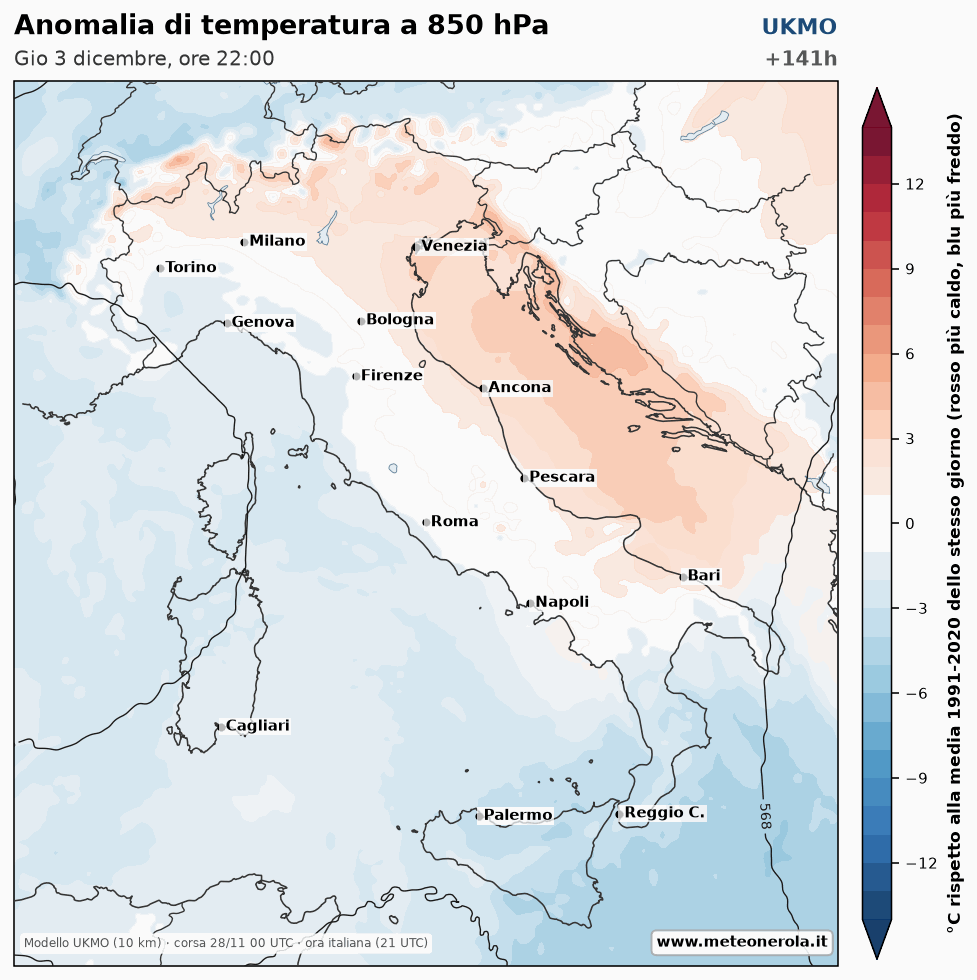 Anomalia di temperatura a 850 hPa
UKMO
Gio 3 dicembre, ore 22:00
+141h
Milano
Venezia
Torino
Genova
Bologna
Firenze
Ancona
Pescara
Roma
Bari
Napoli
Cagliari
Palermo
Reggio C.
568
Modello UKMO (10 km) · corsa 28/11 00 UTC · ora italiana (21 UTC)
www.meteonerola.it
12
9
6
3
0
−3
−6
−9
−12
°C rispetto alla media 1991-2020 dello stesso giorno (rosso più caldo, blu più freddo)